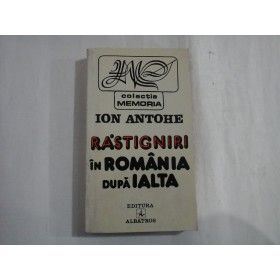 colecția
MEMORIA
ION ANTOHE
RĂSTIGNIRI
ÎN ROMÂNIA
DUPĂ IALTA
EDITURA
ALBATROS